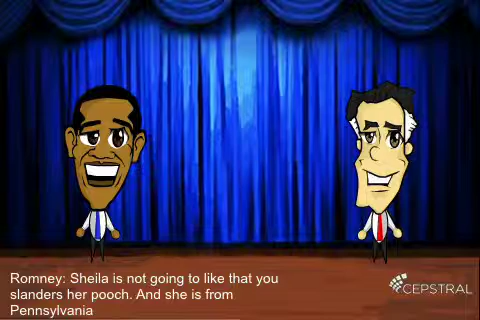 CEPSTRAL
Romney: Sheila is not going to like that you
slanders her pooch. And she is from
Pennsylvania